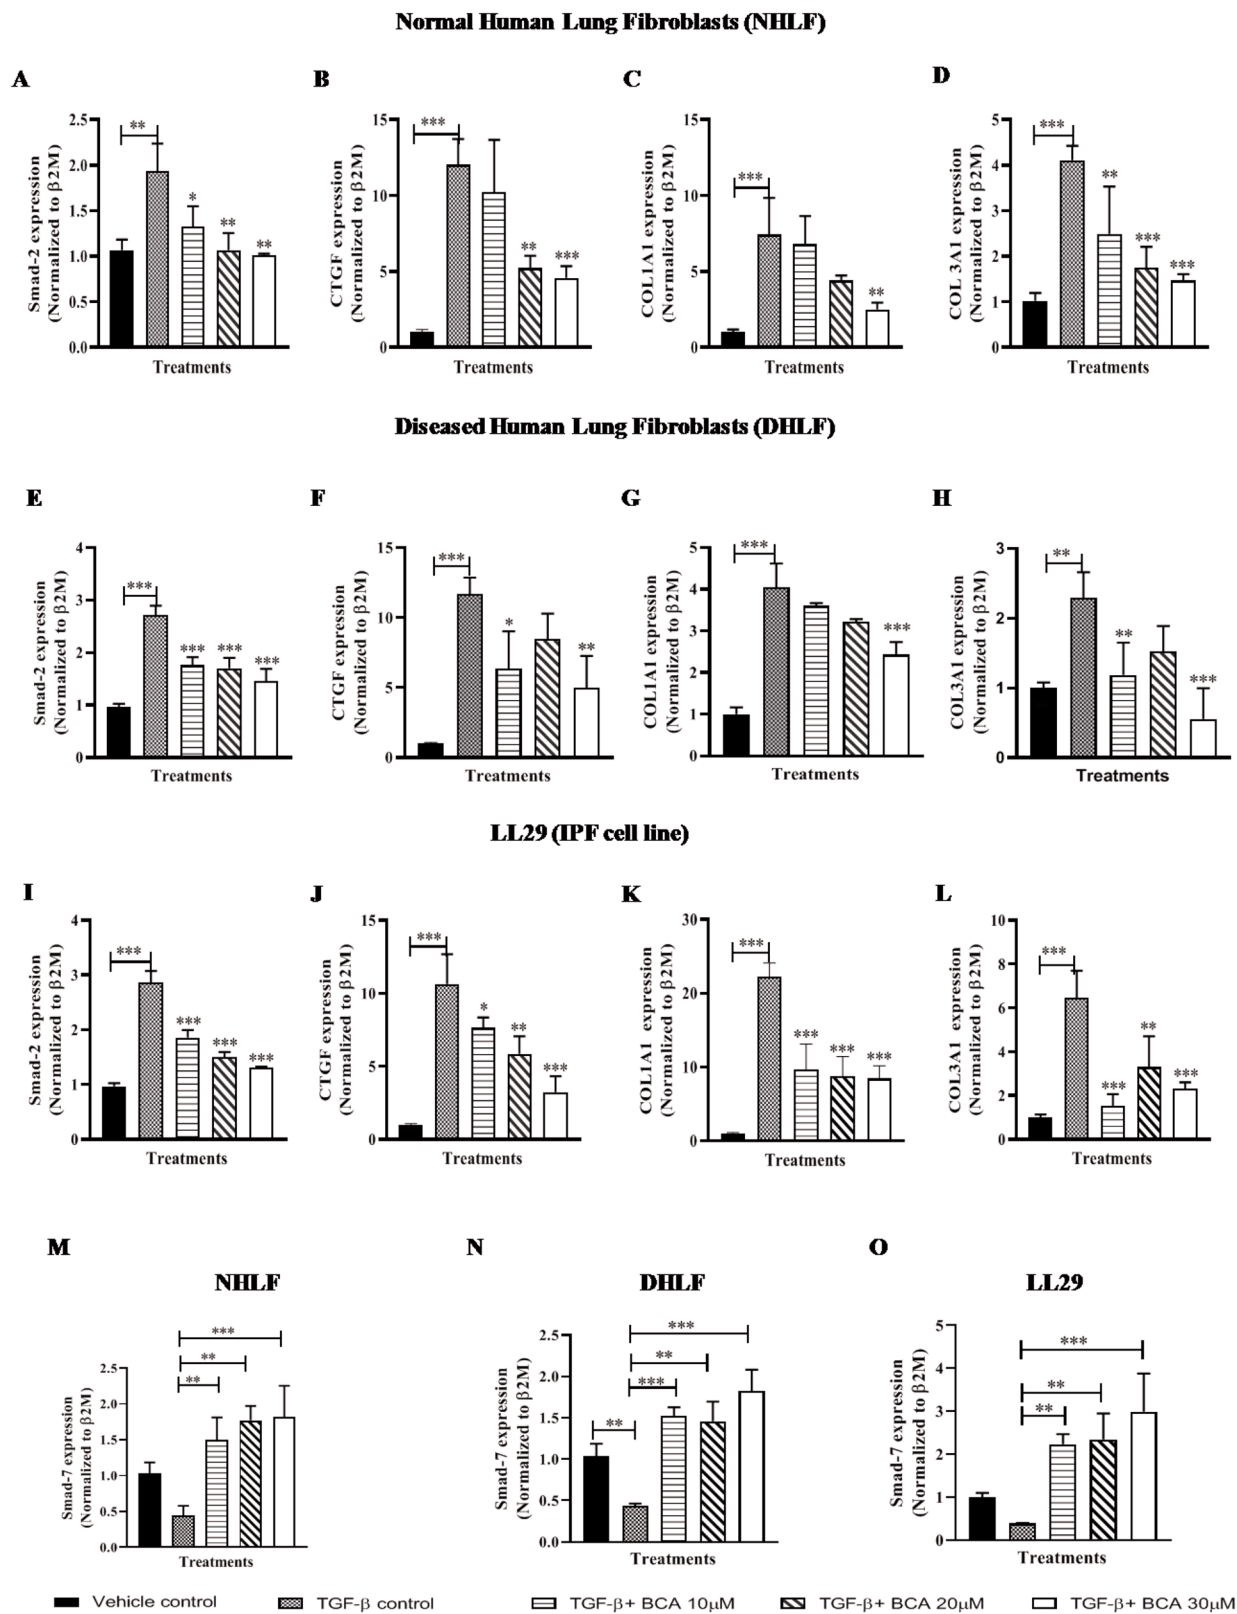 Normal Human Lung Fibroblasts (NHLF)
A
B
C
D
Smad-2 expression
(Normalized to β2M)
2.5
2.0
1.5
1.0
0.5
0.0
**
*
**
**
Treatments
CTGF expression
(Normalized to β2M)
15
10
5
0
***
**
***
Treatments
COL1A1 expression
(Normalized to β2M)
15
10
5
0
***
**
Treatments
COL 3A1 expression
(Normalized to β2M)
5
4
3
2
1
0
***
**
***
***
Treatments
Diseased Human Lung Fibroblasts (DHLF)
E
F
G
H
Smad-2 expression
(Normalized to β2M)
4
3
2
1
0
***
***
***
***
Treatments
CTGF expression
(Normalized to β2M)
15
10
5
0
***
*
**
Treatments
COL1A1 expression
(Normalized to β2M)
5
4
3
2
1
0
***
***
Treatments
COL3A1 expression
(Normalized to β2M)
3
2
1
0
**
**
***
Treatments
LL29 (IPF cell line)
I
J
K
L
Smad-2 expression
(Normalized to β2M)
4
3
2
1
0
***
***
***
***
Treatments
CTGF expression
(Normalized to β2M)
15
10
5
0
***
*
**
***
Treatments
COL1A1 expression
(Normalized to β2M)
30
20
10
0
***
***
***
***
Treatments
COL3A1 expression
(Normalized to β2M)
10
8
6
4
2
0
***
***
**
***
Treatments
M
N
O
NHLF
DHLF
LL29
Smad-7 expression
(Normalized to β2M)
2.5
2.0
1.5
1.0
0.5
0.0
***
**
**
Treatments
Smad-7 expression
(Normalized to β2M)
2.5
2.0
1.5
1.0
0.5
0.0
***
**
***
**
Treatments
Smad-7 expression
(Normalized to β2M)
5
4
3
2
1
0
***
**
**
Treatments
Vehicle control
TGF-β control
TGF-β+ BCA 10μM
TGF-β+ BCA 20μM
TGF-β+ BCA 30μM